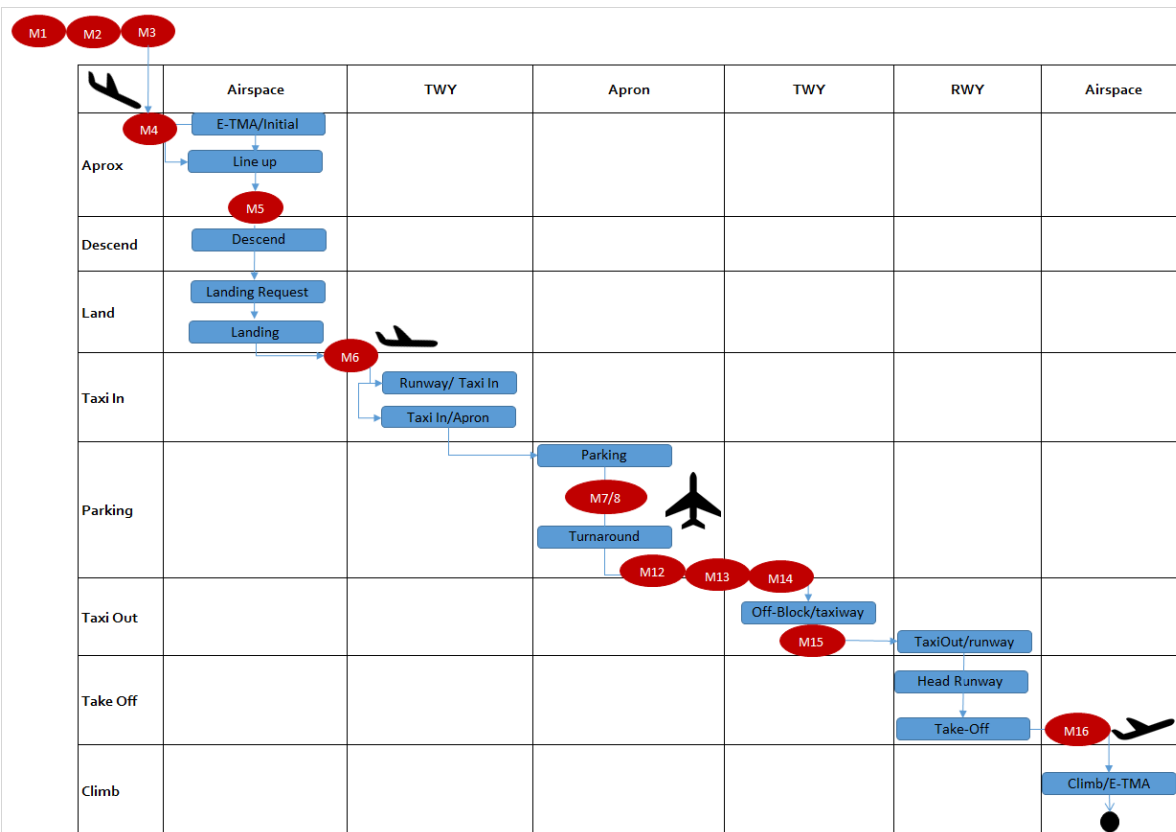 M1 M2 M3
Airspace TWY Apron TWY RWY Airspace
M4 E-TMA/Initial
Aprox
Line up
M5
Descend
Descend
Landing Request
Land
Landing
M6
Runway/ Taxi In
Taxi In
Taxi In/Apron
Parking
M7/8
Parking
Turnaround
M12 M13 M14
Off-Block/taxiway
Taxi Out
M15 TaxiOut/runway
Head Runway
Take Off
Take-Off M16
Climb/E-TMA
Climb